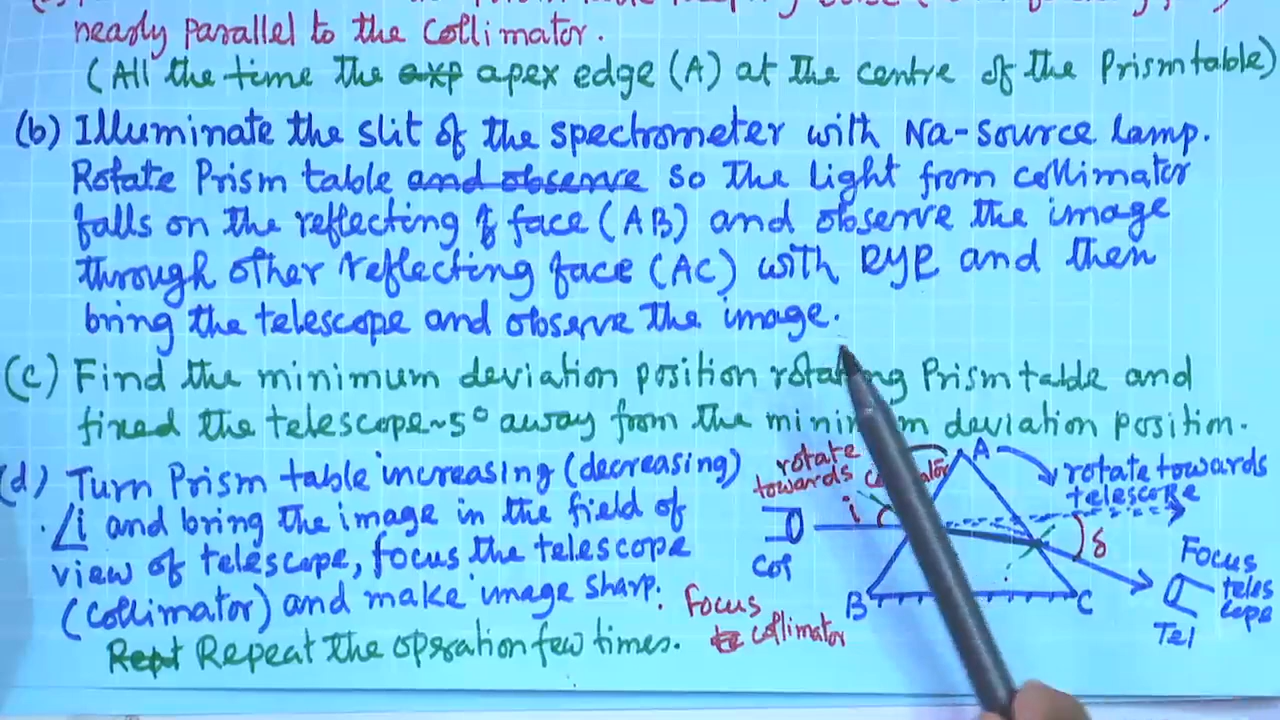 nearly parallel to the Collimator.
(All the time the exp apex edge (A) at the centre of the Prism table)
(b) Illuminate the slit of the spectrometer with Na-source lamp.
Rotate Prism table and observe so the light from collimator
falls on the reflecting f face (AB) and observe the image
through other reflecting face (AC) with EYE and then
bring the telescope and observe the image.
(c) Find the minimum deviation position rotating Prism table and
fixed the telescope ~5° away from the minimum deviation position.
(d) Turn Prism table increasing (decreasing)
∠i and bring the image in the field of
view of telescope, focus the telescope
(Collimator) and make image sharp.
Rept Repeat the operation few times.
rotate
towards
A
rotate towards
telescope
i
δ
Col
B
C
Focus
collimator
Focus
teles
cope
Tel